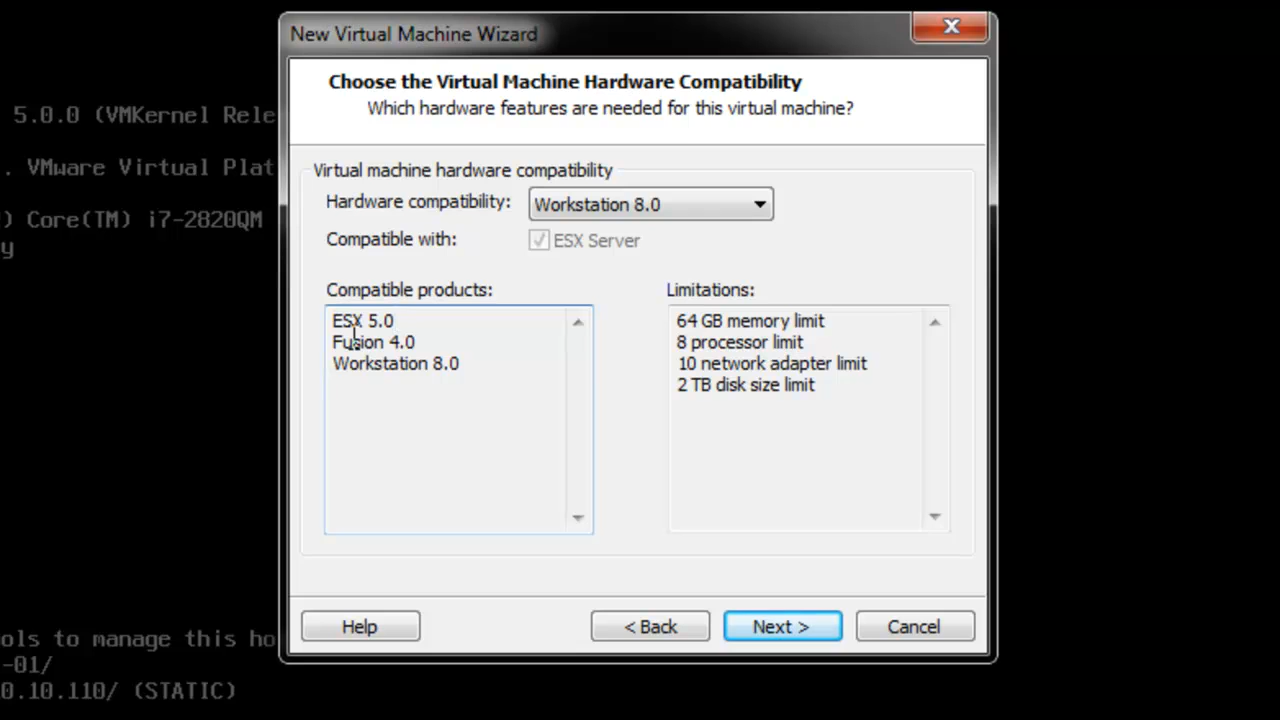 New Virtual Machine Wizard
Choose the Virtual Machine Hardware Compatibility
Which hardware features are needed for this virtual machine?
5.0.0 (VMKernel Rele
. VMware Virtual Plat
) Core(TM) i7-2820QM
y
Virtual machine hardware compatibility
Hardware compatibility: Workstation 8.0
Compatible with: ESX Server
Compatible products:
ESX 5.0
Fusion 4.0
Workstation 8.0
Limitations:
64 GB memory limit
8 processor limit
10 network adapter limit
2 TB disk size limit
Help < Back Next > Cancel
ols to manage this ho
-01/
0.10.110/ (STATIC)